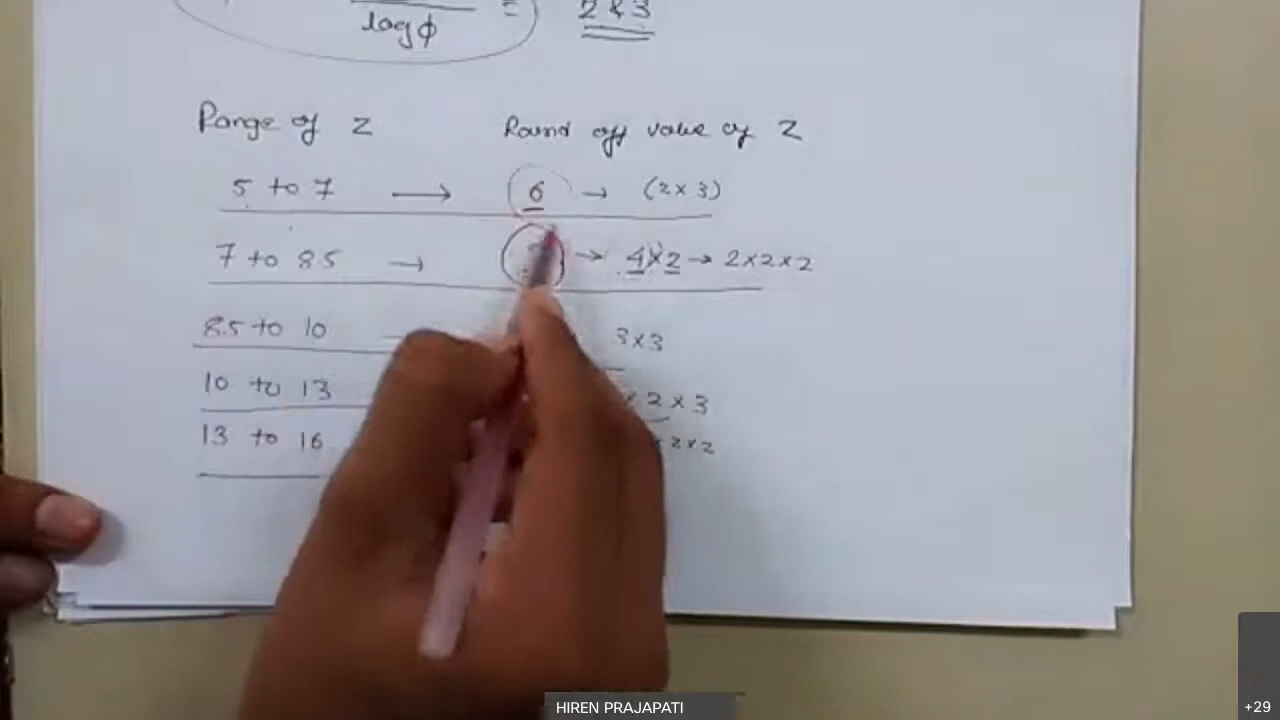 =
2 & 3
log ϕ
Range of Z Round off value of Z
5 to 7 → 6 → (2 × 3)
7 to 8.5 → → 4×2 → 2×2×2
8.5 to 10 3×3
10 to 13 × 2 × 3
13 to 16 × 2 × 2
HIREN PRAJAPATI
+29